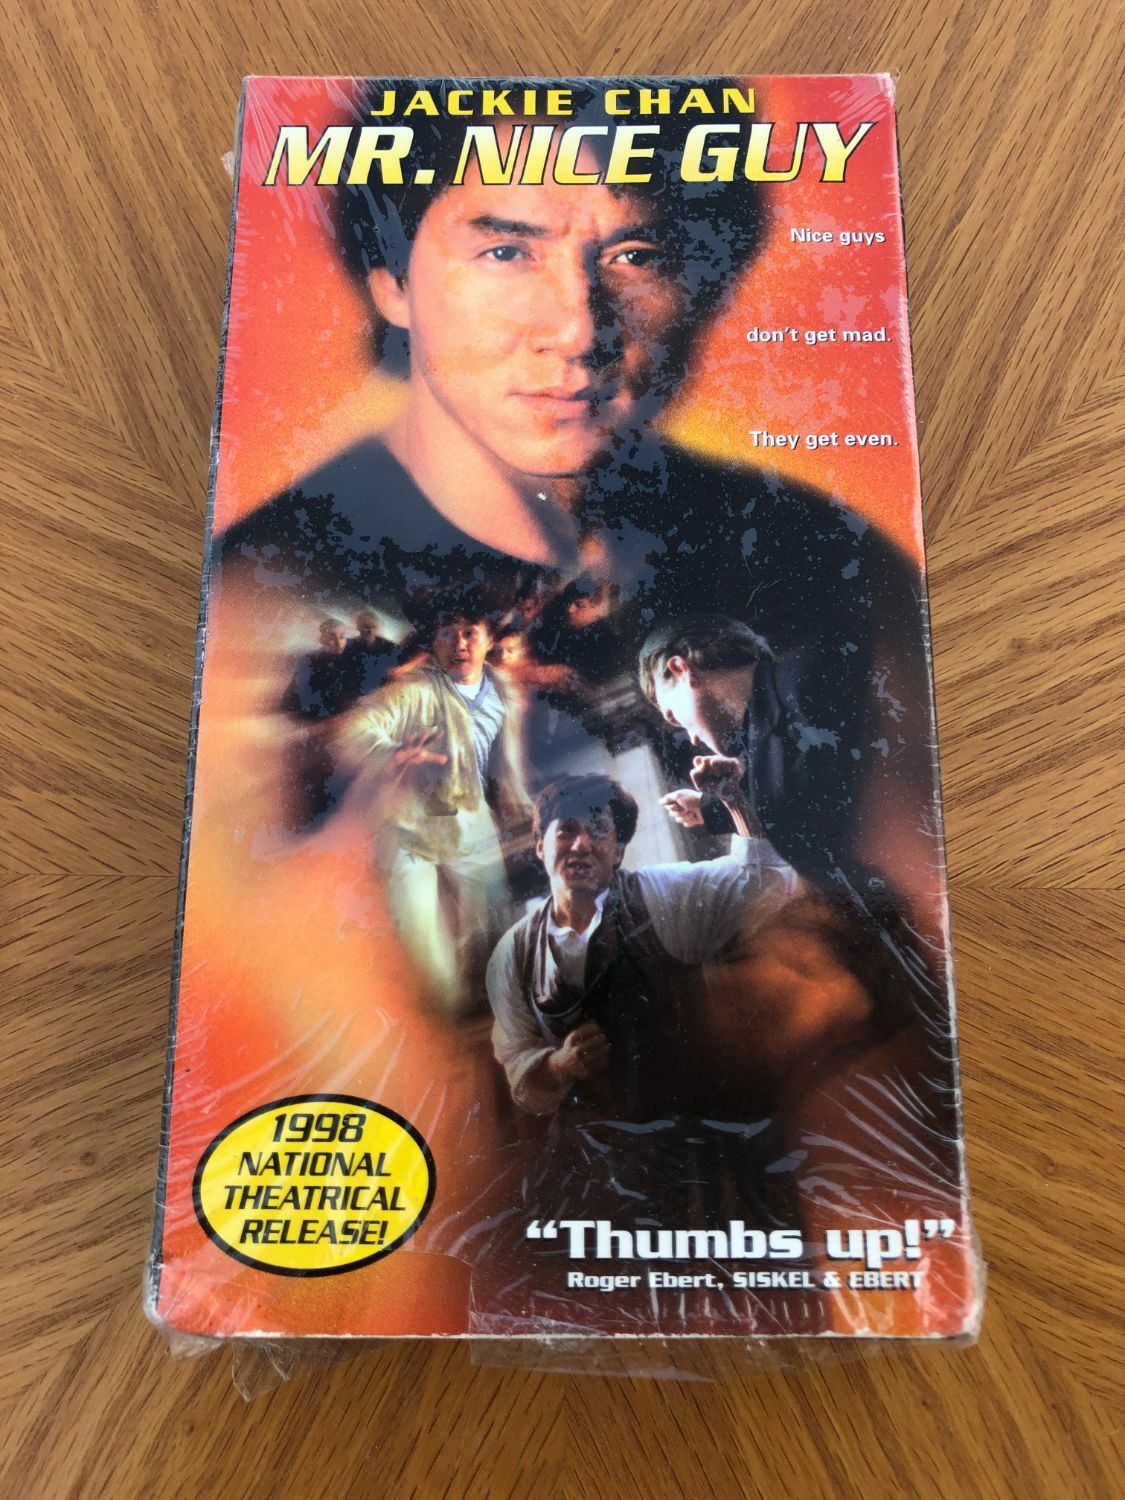 JACKIE CHAN
MR. NICE GUY
Nice guys
don't get mad.
They get even.
1998
NATIONAL
THEATRICAL
RELEASE!
“Thumbs up!”
Roger Ebert, SISKEL & EBERT